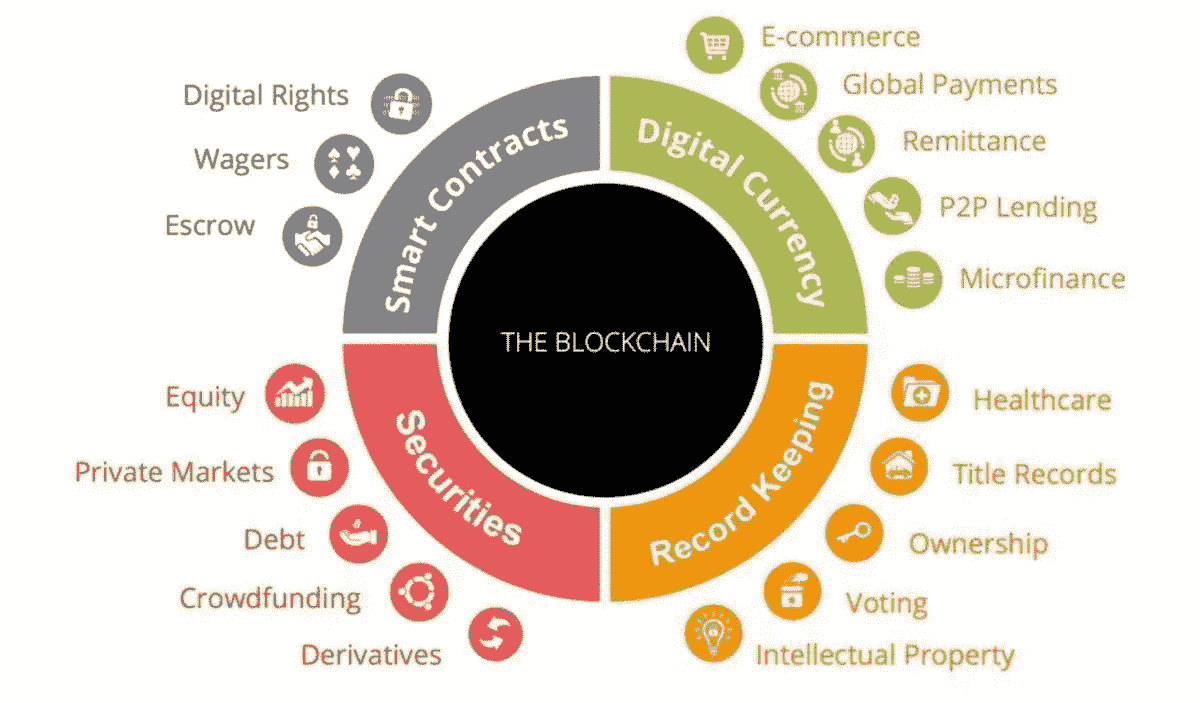 E-commerce
Global Payments
Remittance
P2P Lending
Microfinance
Digital Rights
Wagers
Escrow
Smart Contracts
Digital Currency
THE BLOCKCHAIN
Securities
Record Keeping
Equity
Private Markets
Debt
Crowdfunding
Derivatives
Healthcare
Title Records
Ownership
Voting
Intellectual Property